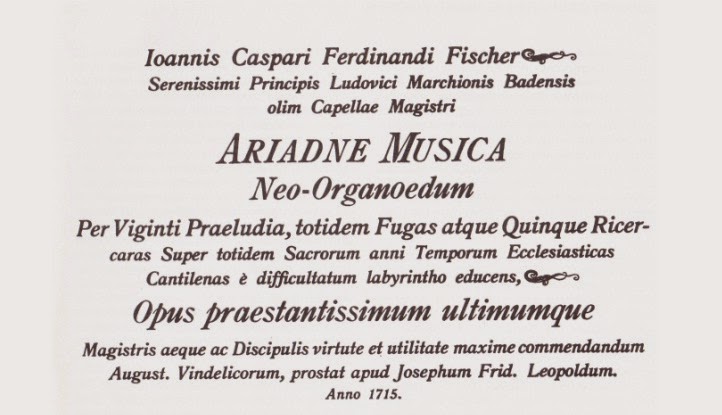 Ioannis Caspari Ferdinandi Fischer
Serenissimi Principis Ludovici Marchionis Badensis
olim Capellae Magistri
ARIADNE MUSICA
Neo-Organoedum
Per Viginti Praeludia, totidem Fugas atque Quinque Ricer-
caras Super totidem Sacrorum anni Temporum Ecclesiasticas
Cantilenas è difficultatum labyrintho educens,
Opus praestantissimum ultimumque
Magistris aeque ac Discipulis virtute et utilitate maxime commendandum
August. Vindelicorum, prostat apud Josephum Frid. Leopoldum.
Anno 1715.